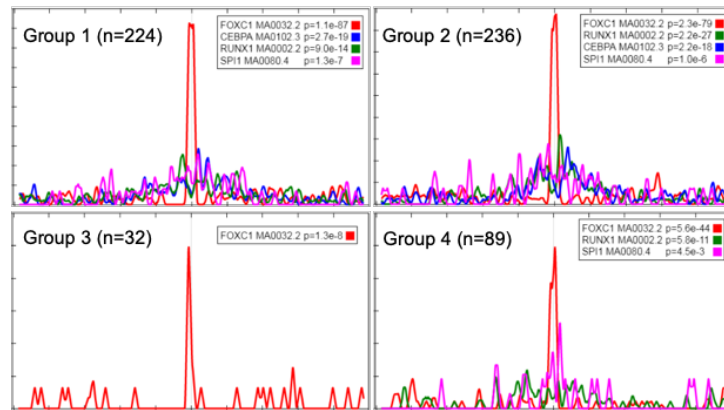 Group 1 (n=224)
FOXC1 MA0032.2 p=1.1e-87
CEBPA MA0102.3 p=2.7e-19
RUNX1 MA0002.2 p=9.0e-14
SPI1 MA0080.4 p=1.3e-7
Group 2 (n=236)
FOXC1 MA0032.2 p=2.3e-79
RUNX1 MA0002.2 p=2.2e-27
CEBPA MA0102.3 p=2.2e-18
SPI1 MA0080.4 p=1.0e-6
Group 3 (n=32)
FOXC1 MA0032.2 p=1.3e-8
Group 4 (n=89)
FOXC1 MA0032.2 p=5.6e-44
RUNX1 MA0002.2 p=5.8e-11
SPI1 MA0080.4 p=4.5e-3